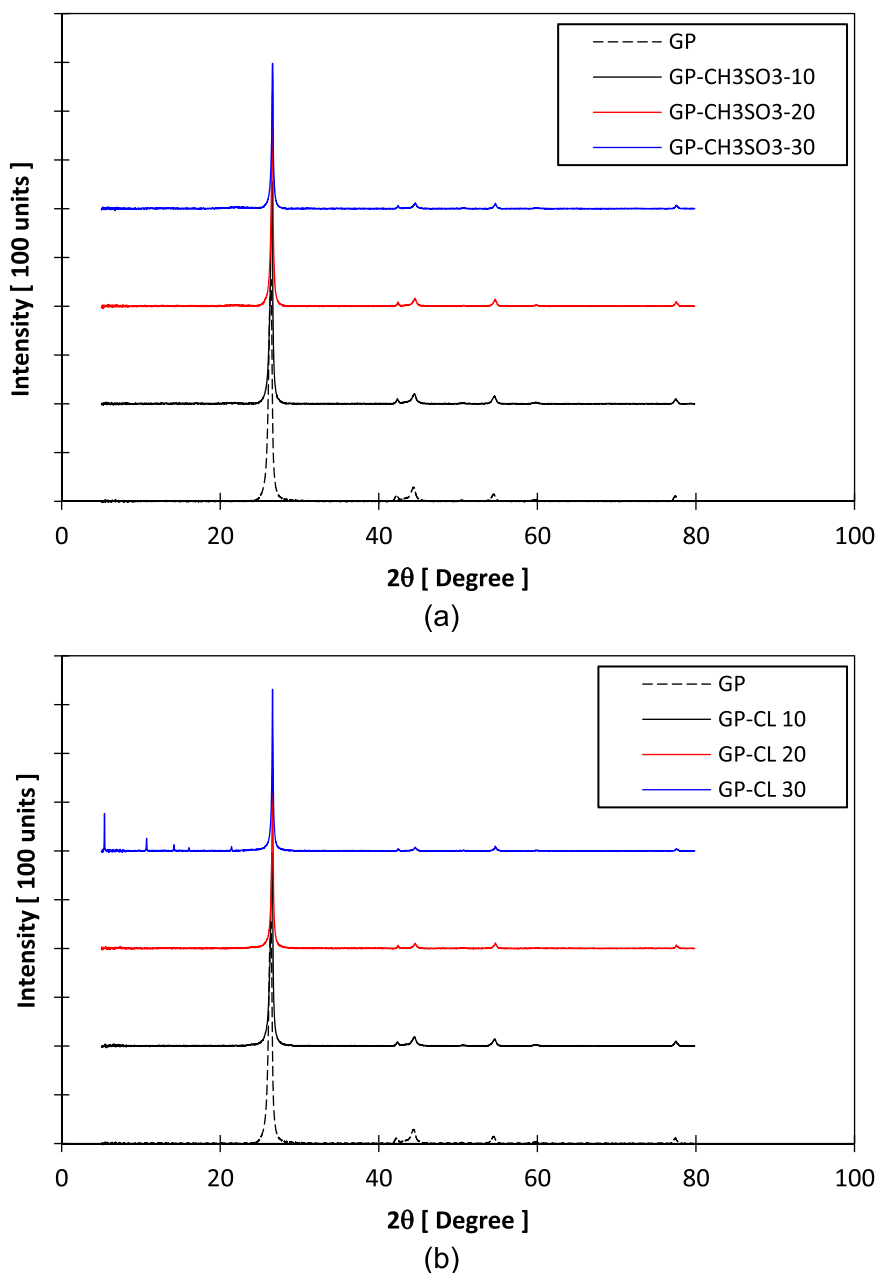 GP
GP-CH3SO3-10
GP-CH3SO3-20
GP-CH3SO3-30
Intensity [ 100 units ]
0 20 40 60 80 100
2θ [ Degree ]
(a)
GP
GP-CL 10
GP-CL 20
GP-CL 30
Intensity [ 100 units ]
0 20 40 60 80 100
2θ [ Degree ]
(b)